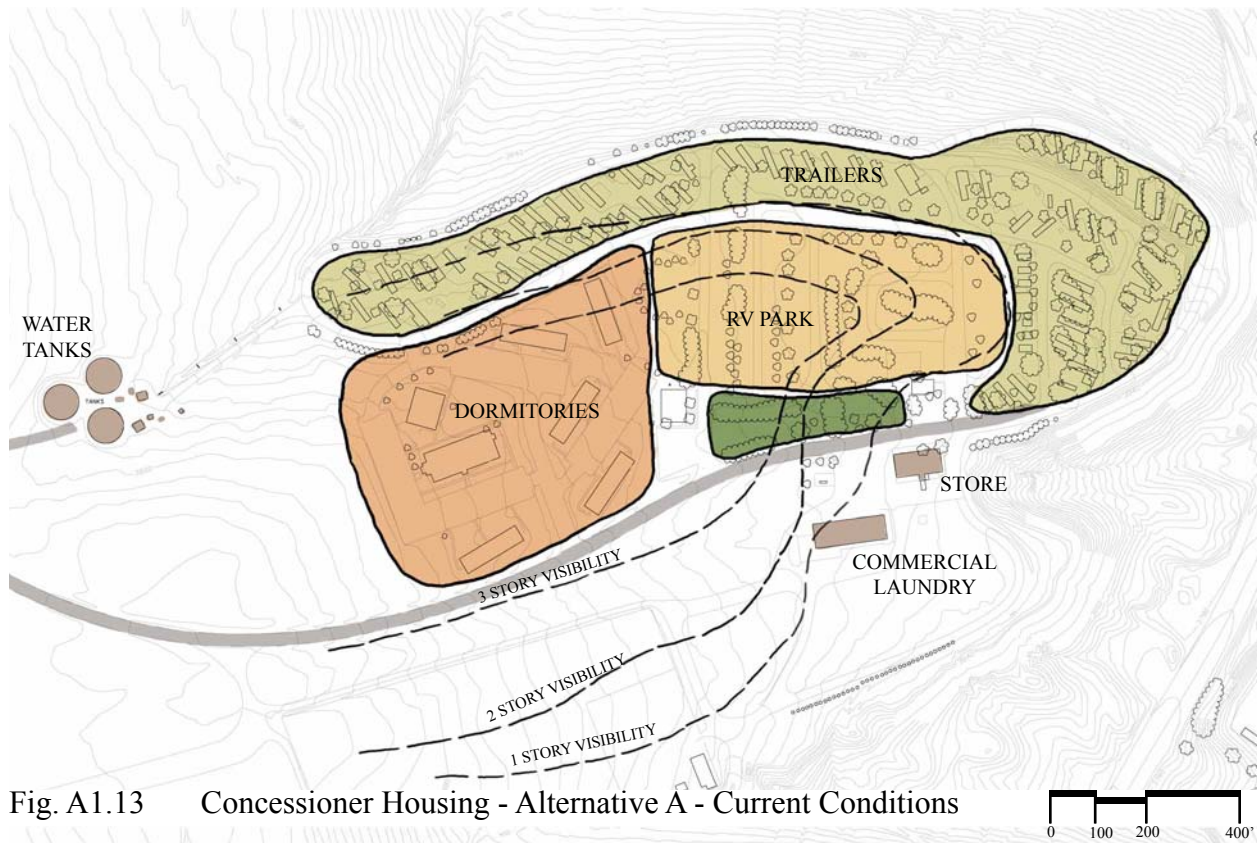 TRAILERS
RV PARK
WATER
TANKS
TANKS
DORMITORIES
STORE
COMMERCIAL
LAUNDRY
3 STORY VISIBILITY
2 STORY VISIBILITY
1 STORY VISIBILITY
Fig. A1.13 Concessioner Housing - Alternative A - Current Conditions
0 100 200 400'